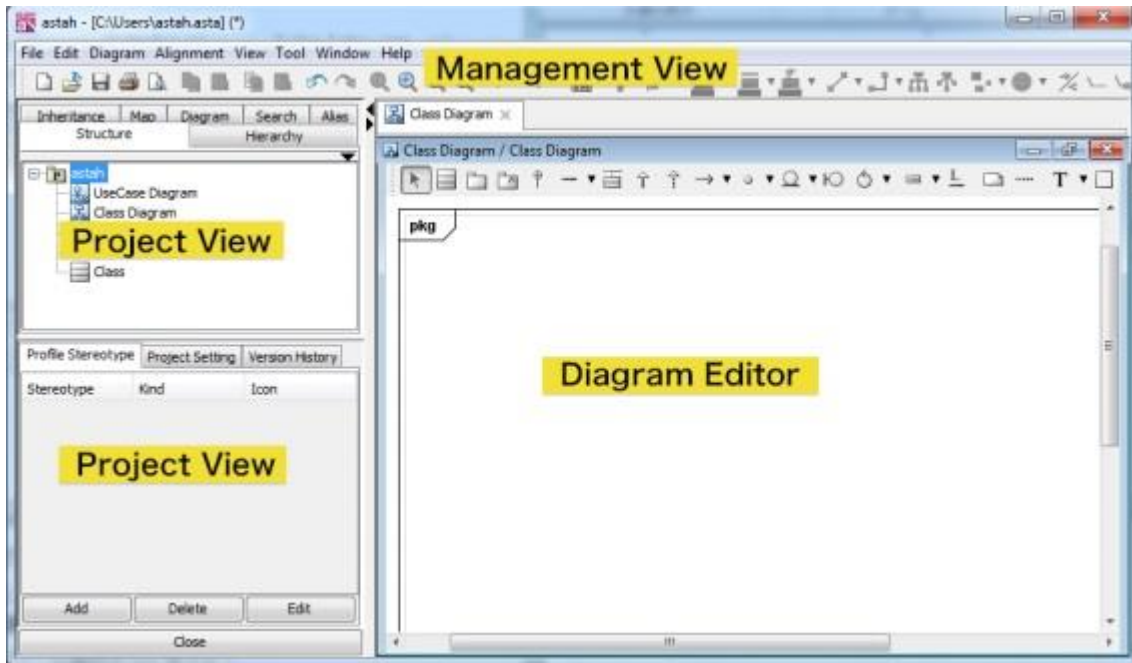 astah - [C:\Users\astah.asta] (*)
File Edit Diagram Alignment View Tool Window Help
Management View
Inheritance Map Diagram Search Alias
Structure Hierarchy
Class Diagram
Class Diagram / Class Diagram
astah
UseCase Diagram
Class Diagram
Project View
Class
T
pkg
Profile Stereotype Project Setting Version History
Stereotype Kind Icon
Diagram Editor
Project View
Add Delete Edit
Close